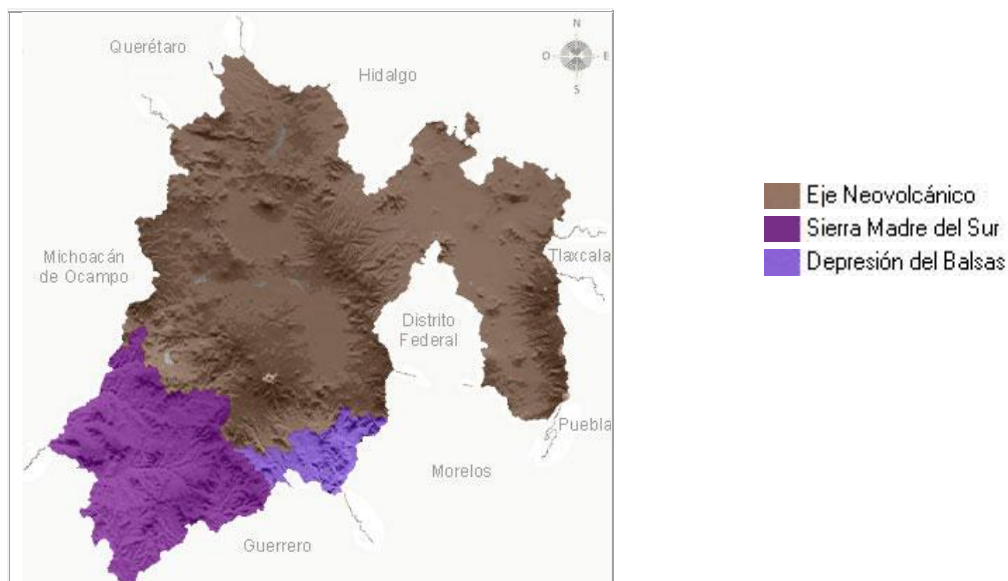 N
O
E
S
Querétaro
Hidalgo
Michoacán
de Ocampo
Tlaxcala
Distrito
Federal
Puebla
Morelos
Guerrero
Eje Neovolcánico
Sierra Madre del Sur
Depresión del Balsas